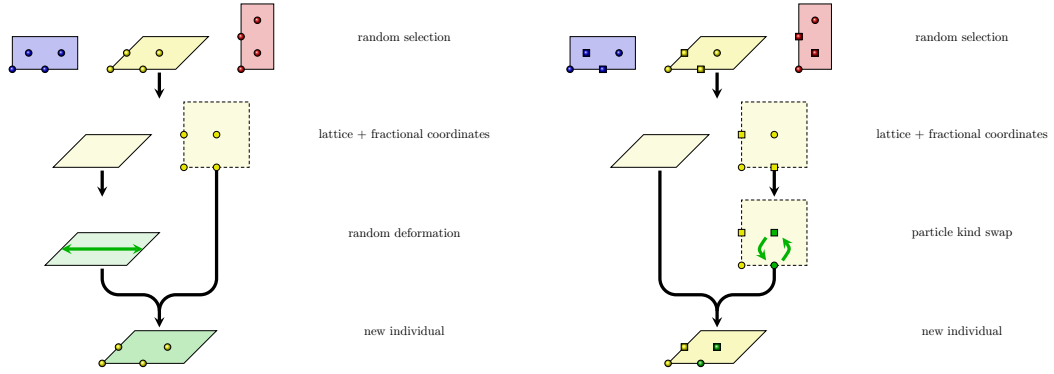 random selection
lattice + fractional coordinates
random deformation
new individual
random selection
lattice + fractional coordinates
particle kind swap
new individual